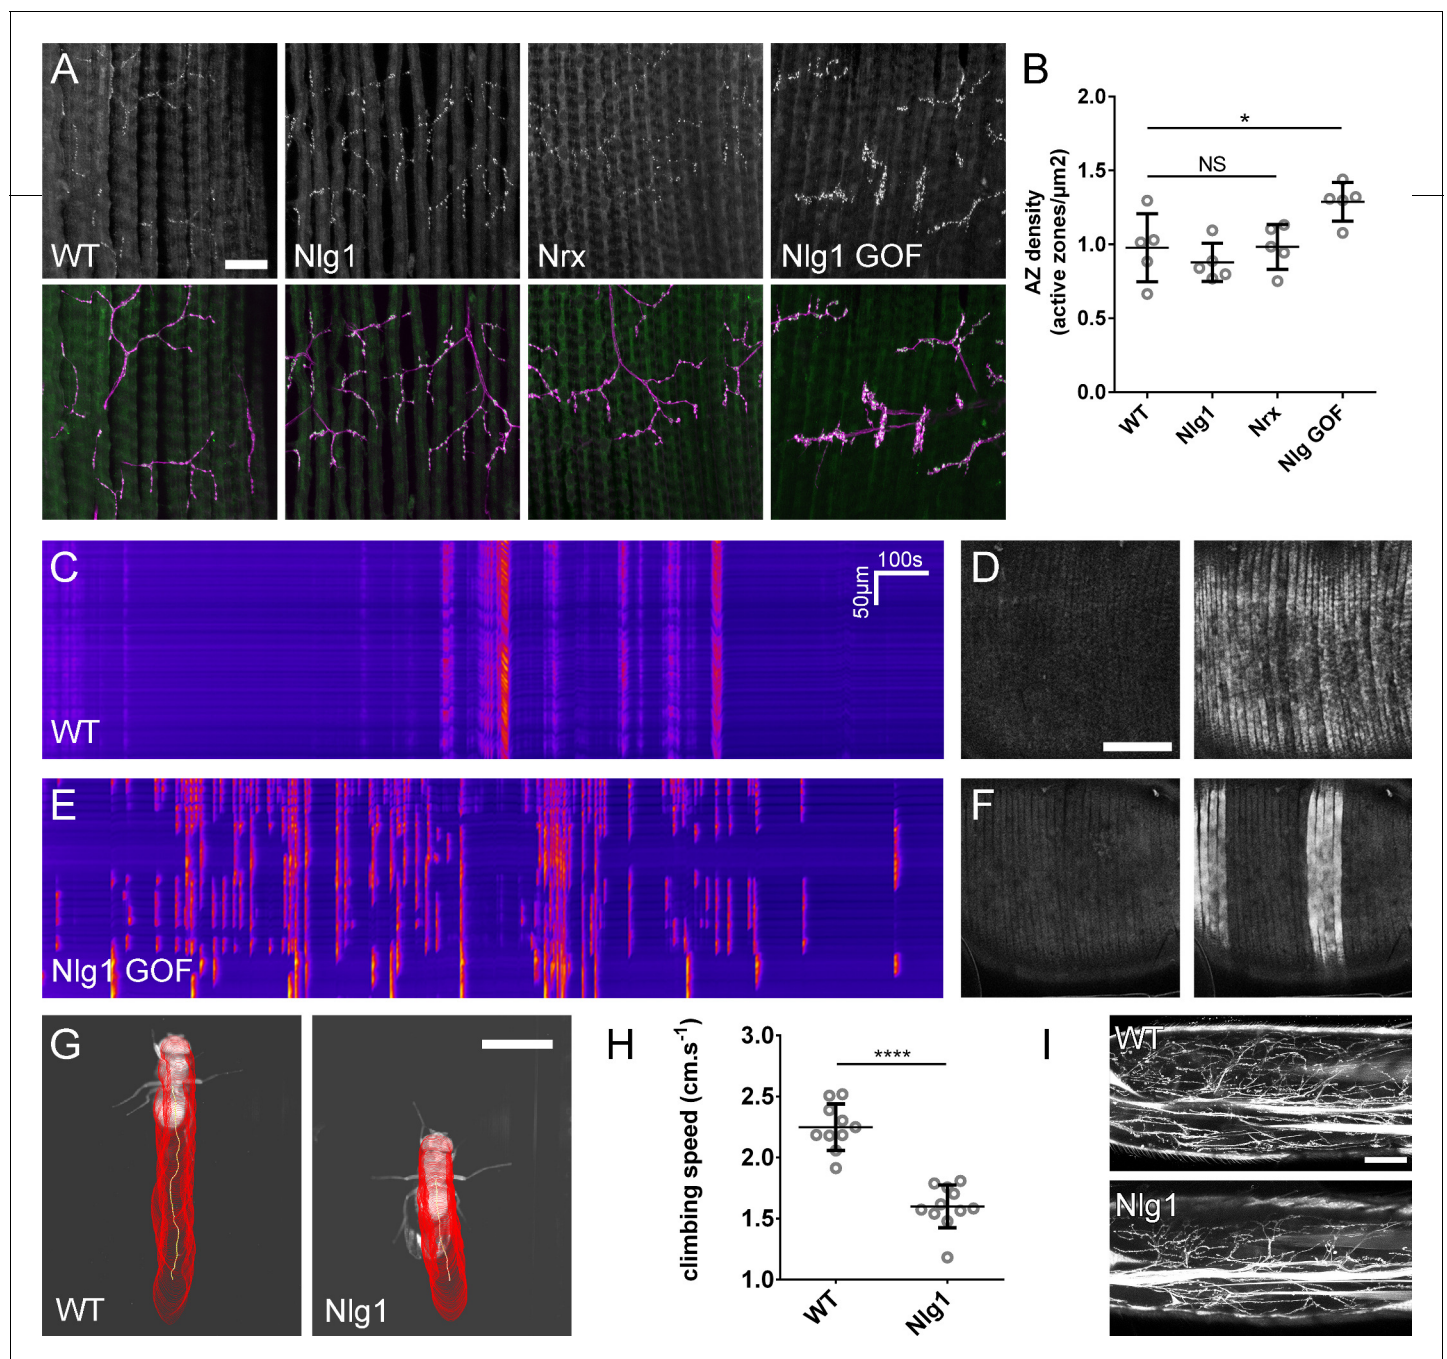 A
WT
Nlg1
Nrx
Nlg1 GOF
B
2.0
1.5
1.0
0.5
0.0
AZ density
(active zones/µm2)
*
NS
WT
Nlg1
Nrx
Nlg GOF
C
100s
50µm
WT
D
E
Nlg1 GOF
F
G
WT
Nlg1
H
3.0
2.5
2.0
1.5
1.0
climbing speed (cm.s-1)
****
WT
Nlg1
I
WT
Nlg1